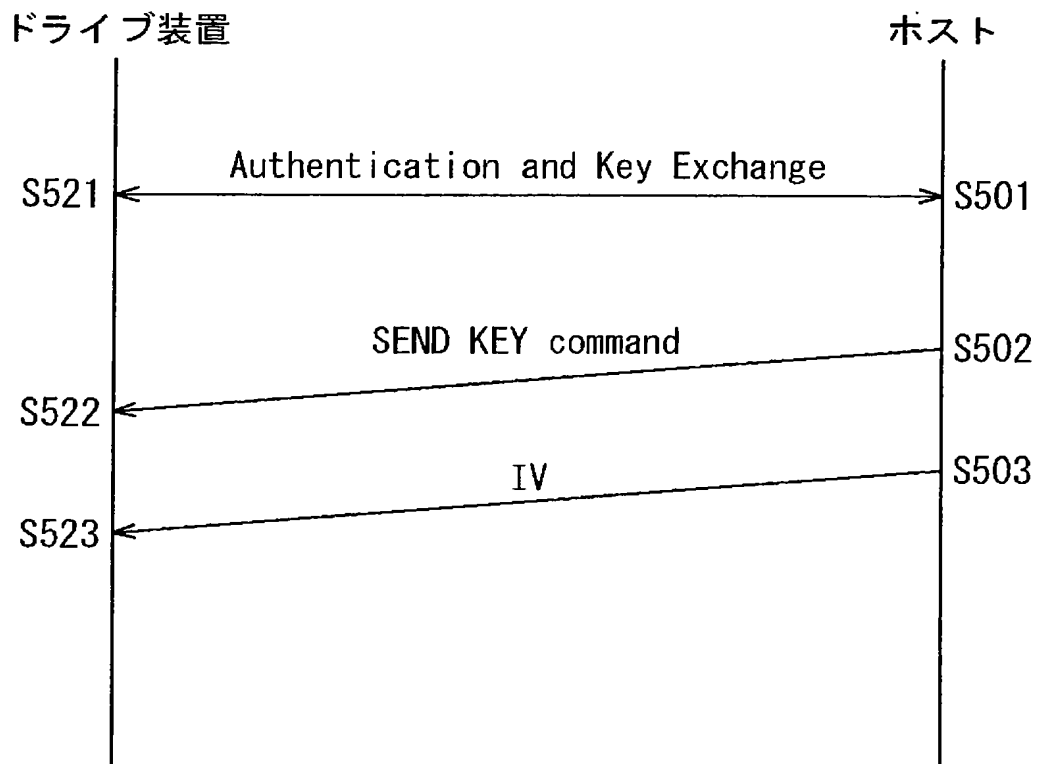 ドライブ装置
ホスト
Authentication and Key Exchange
S521
S501
SEND KEY command
S502
S522
IV
S503
S523